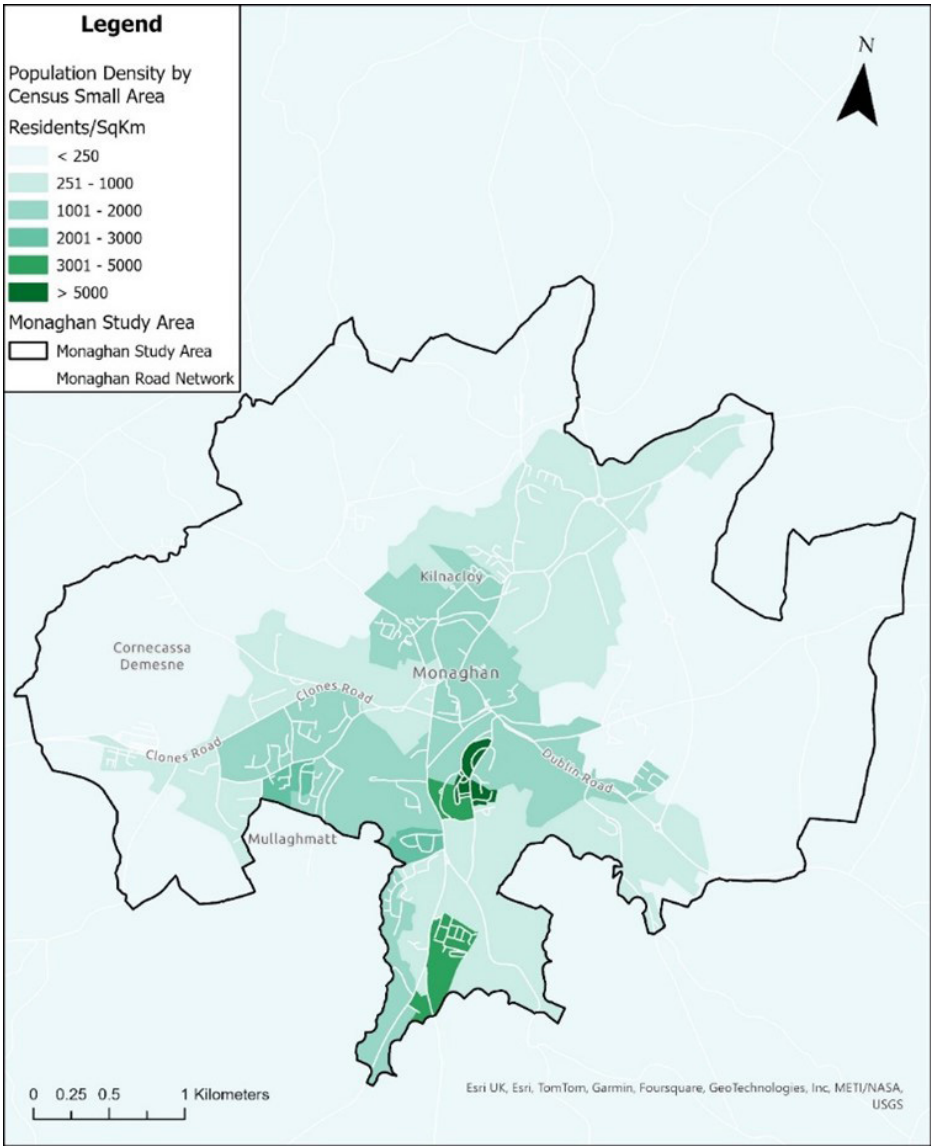 Legend
Population Density by
Census Small Area
Residents/SqKm
< 250
251 - 1000
1001 - 2000
2001 - 3000
3001 - 5000
> 5000
Monaghan Study Area
Monaghan Study Area
Monaghan Road Network
N
Kilnacloy
Cornecassa
Demesne
Monaghan
Clones Road
Clones Road
Dublin Road
Mullaghmatt
0 0.25 0.5 1 Kilometers
Esri UK, Esri, TomTom, Garmin, Foursquare, GeoTechnologies, Inc, METI/NASA,
USGS